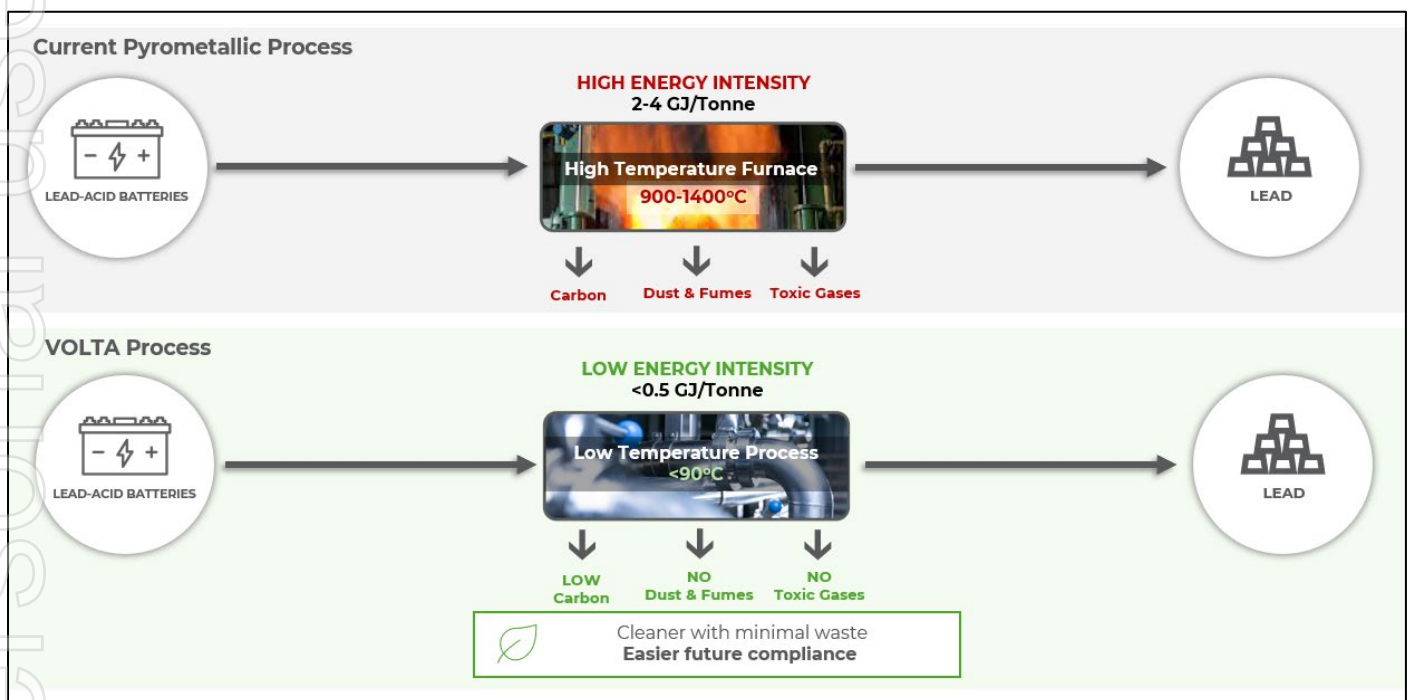 Current Pyrometallic Process
HIGH ENERGY INTENSITY
2-4 GJ/Tonne
- +
LEAD-ACID BATTERIES
High Temperature Furnace
900-1400°C
LEAD
Carbon
Dust & Fumes
Toxic Gases
VOLTA Process
LOW ENERGY INTENSITY
<0.5 GJ/Tonne
- +
LEAD-ACID BATTERIES
Low Temperature Process
<90°C
LEAD
LOW
Carbon
NO
Dust & Fumes
NO
Toxic Gases
Cleaner with minimal waste
Easier future compliance